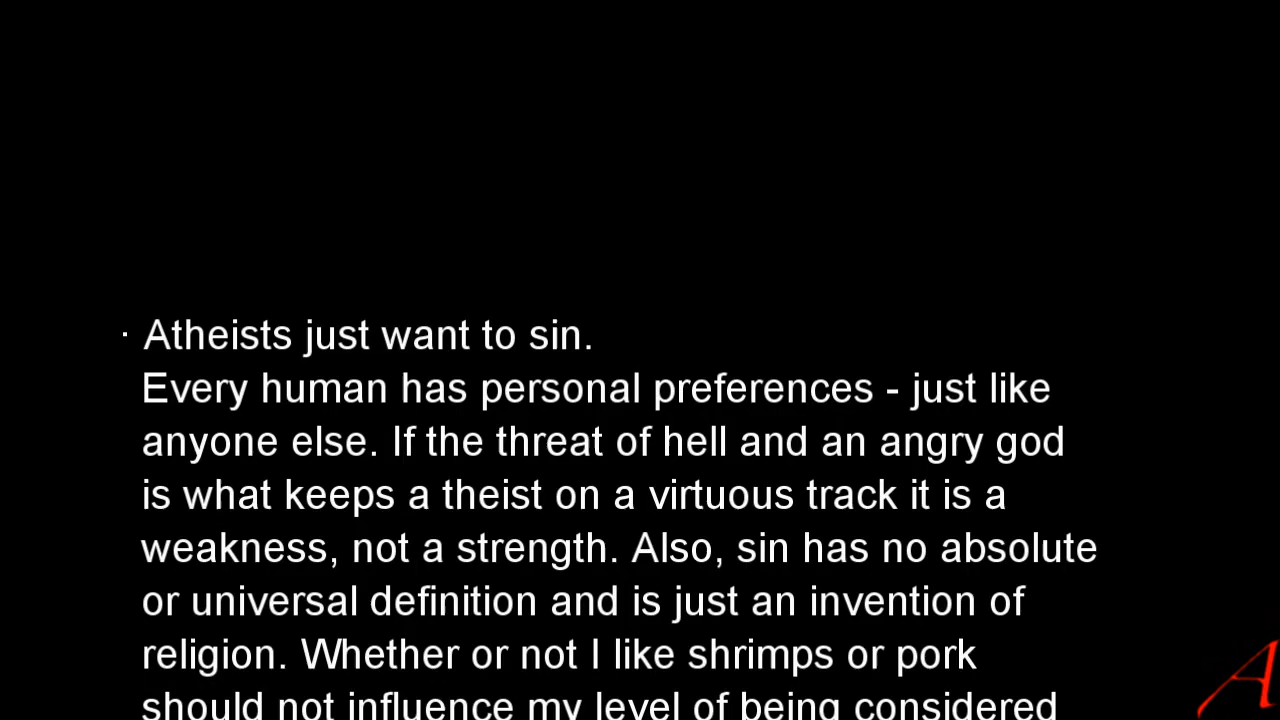 · Atheists just want to sin.
Every human has personal preferences - just like
anyone else. If the threat of hell and an angry god
is what keeps a theist on a virtuous track it is a
weakness, not a strength. Also, sin has no absolute
or universal definition and is just an invention of
religion. Whether or not I like shrimps or pork
should not influence my level of being considered
A